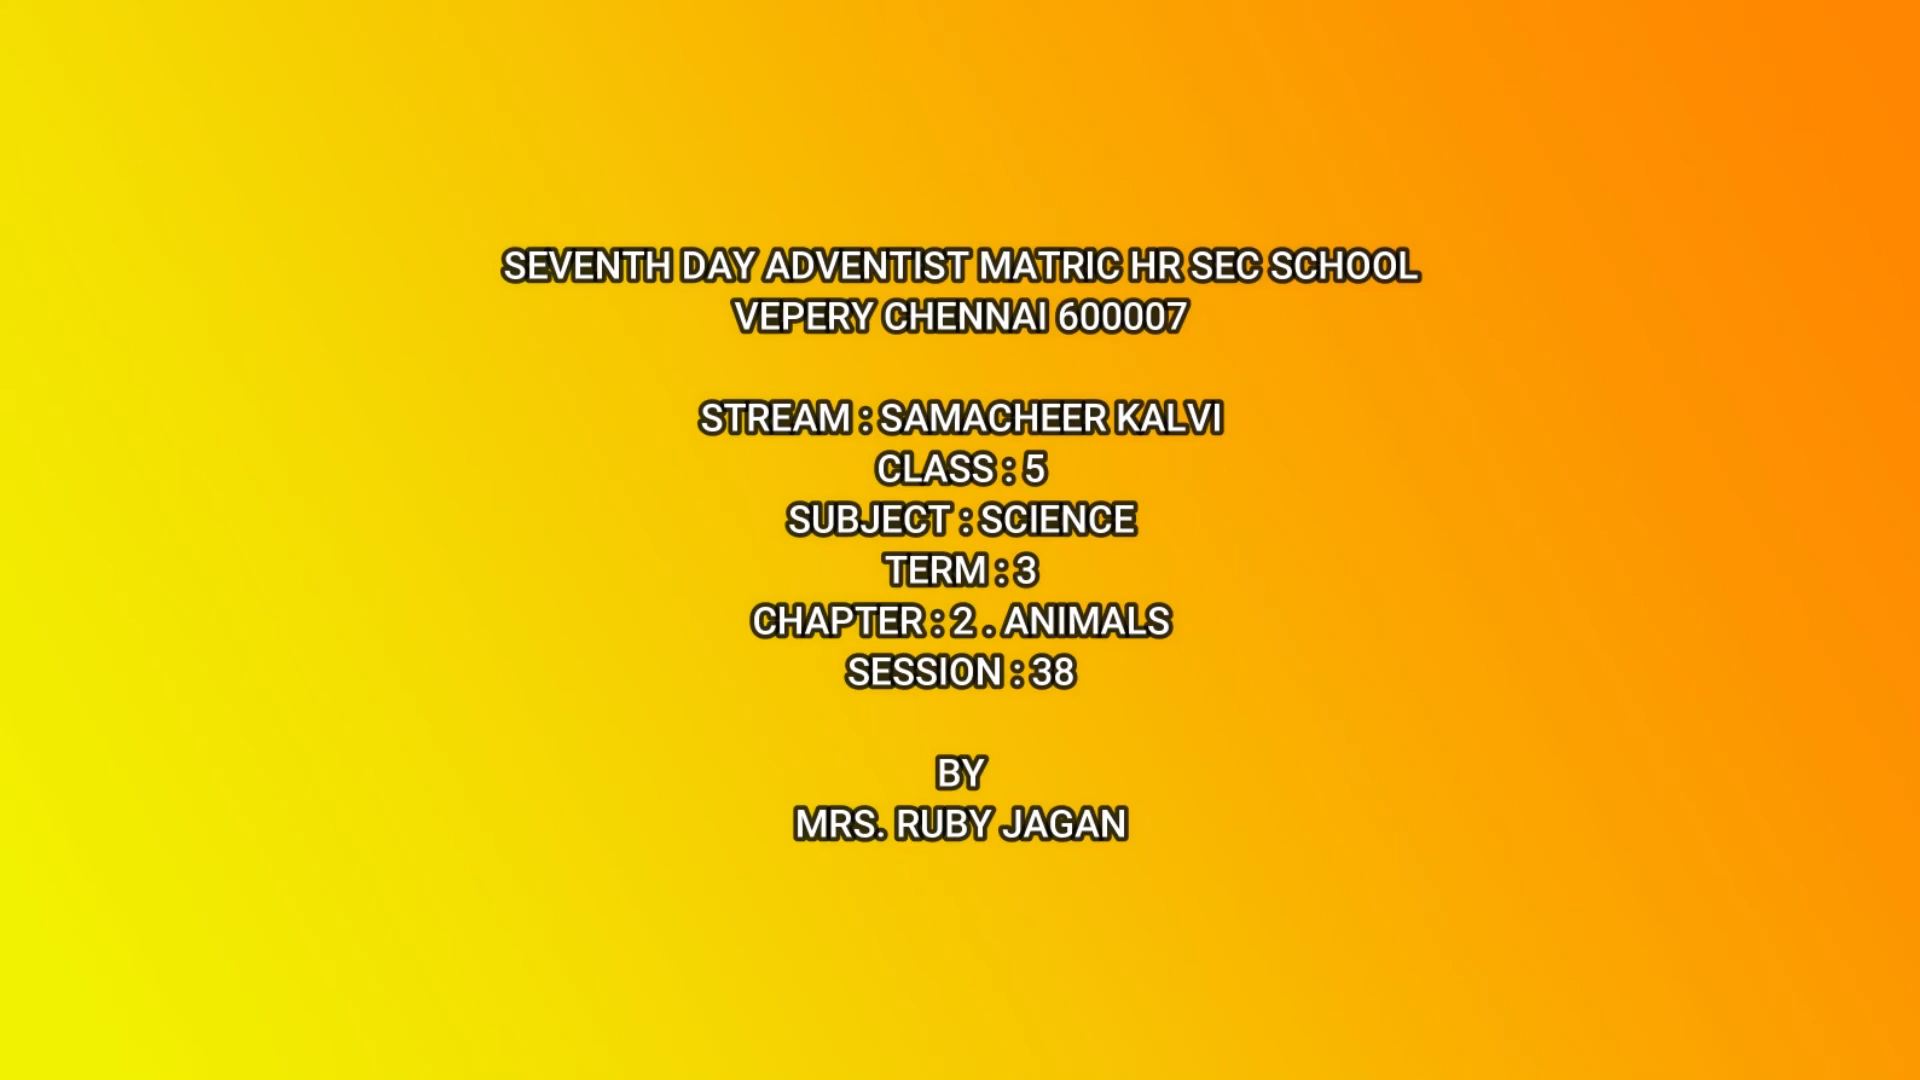 SEVENTH DAY ADVENTIST MATRIC HR SEC SCHOOL
VEPERY CHENNAI 600007
STREAM : SAMACHEER KALVI
CLASS : 5
SUBJECT : SCIENCE
TERM : 3
CHAPTER : 2 . ANIMALS
SESSION : 38
BY
MRS. RUBY JAGAN